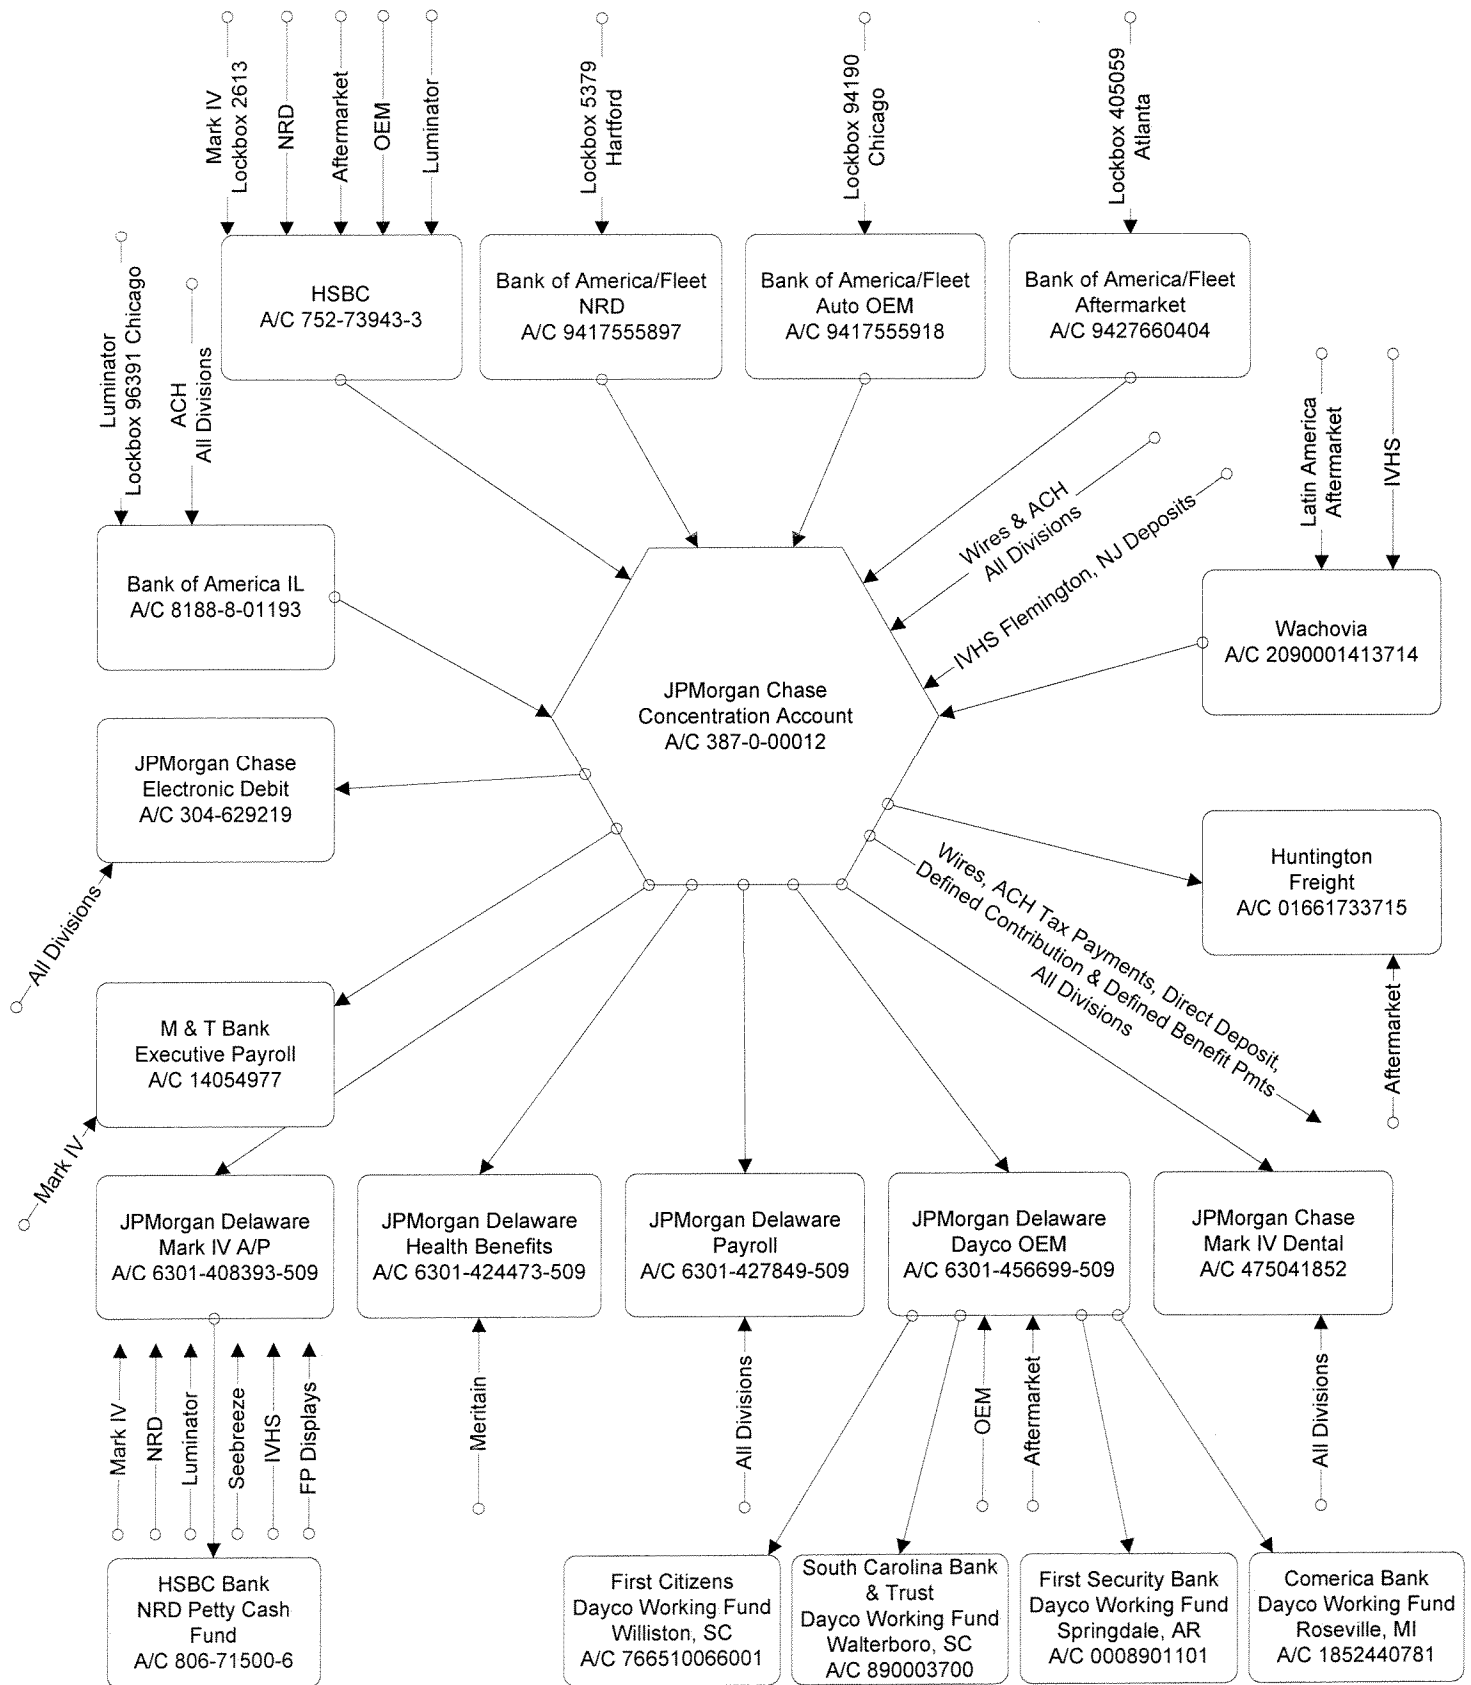 Mark IV
Lockbox 2613
NRD
Aftermarket
OEM
Luminator
Lockbox 5379
Hartford
Lockbox 94190
Chicago
Lockbox 405059
Atlanta
Luminator
Lockbox 96391 Chicago
ACH
All Divisions
HSBC
A/C 752-73943-3
Bank of America/Fleet
NRD
A/C 9417555897
Bank of America/Fleet
Auto OEM
A/C 9417555918
Bank of America/Fleet
Aftermarket
A/C 9427660404
Latin America
Aftermarket
IVHS
Wires & ACH
All Divisions
IVHS Flemington, NJ Deposits
Bank of America IL
A/C 8188-8-01193
Wachovia
A/C 2090001413714
JPMorgan Chase
Concentration Account
A/C 387-0-00012
JPMorgan Chase
Electronic Debit
A/C 304-629219
All Divisions
Huntington
Freight
A/C 01661733715
Aftermarket
Wires, ACH Tax Payments, Direct Deposit,
Defined Contribution & Defined Benefit Pmts
All Divisions
M & T Bank
Executive Payroll
A/C 14054977
Mark IV
JPMorgan Delaware
Mark IV A/P
A/C 6301-408393-509
JPMorgan Delaware
Health Benefits
A/C 6301-424473-509
JPMorgan Delaware
Payroll
A/C 6301-427849-509
JPMorgan Delaware
Dayco OEM
A/C 6301-456699-509
JPMorgan Chase
Mark IV Dental
A/C 475041852
Mark IV
NRD
Luminator
Seebreeze
IVHS
FP Displays
Meritain
All Divisions
OEM
Aftermarket
All Divisions
HSBC Bank
NRD Petty Cash
Fund
A/C 806-71500-6
First Citizens
Dayco Working Fund
Williston, SC
A/C 766510066001
South Carolina Bank
& Trust
Dayco Working Fund
Walterboro, SC
A/C 890003700
First Security Bank
Dayco Working Fund
Springdale, AR
A/C 0008901101
Comerica Bank
Dayco Working Fund
Roseville, MI
A/C 1852440781